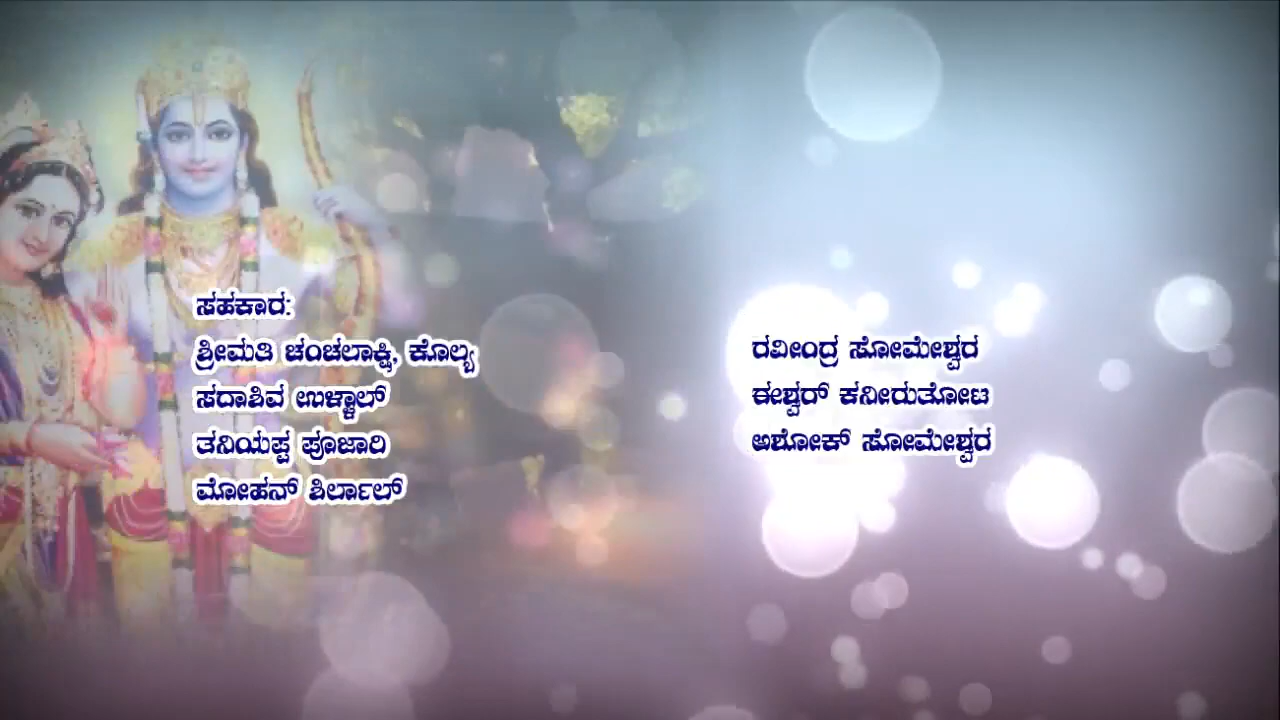 ಸಹಕಾರ:
ಶ್ರೀಮತಿ ಚಂಚಲಾಕ್ಷಿ, ಕೊಲ್ಯ
ಸದಾಶಿವ ಉಳ್ಳಾಲ್
ತನಿಯಪ್ಪ ಪೂಜಾರಿ
ಮೋಹನ್ ಶಿರ್ಲಾಲ್
ರವೀಂದ್ರ ಸೋಮೇಶ್ವರ
ಈಶ್ವರ್ ಕನೀರುತೋಟ
ಅಶೋಕ್ ಸೋಮೇಶ್ವರ